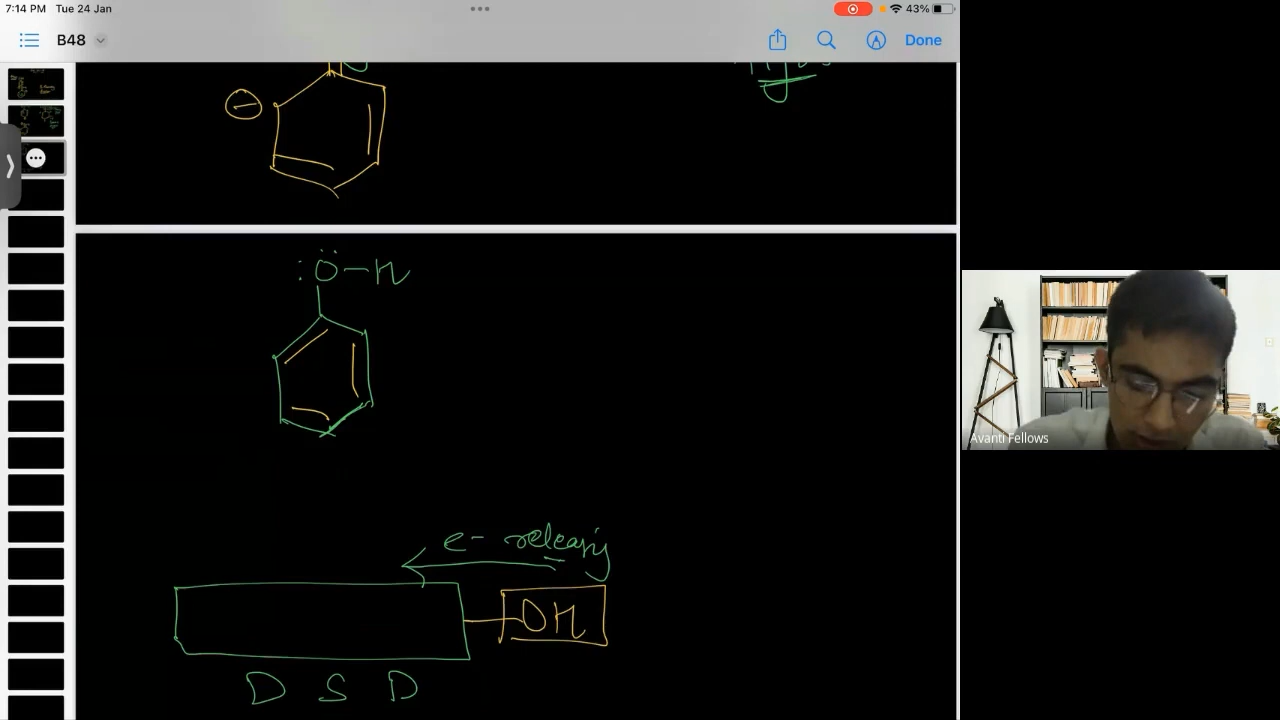 7:14 PM Tue 24 Jan
43%
B48
Done
:Ö–H
e- releasing
OH
D S D
Avanti Fellows